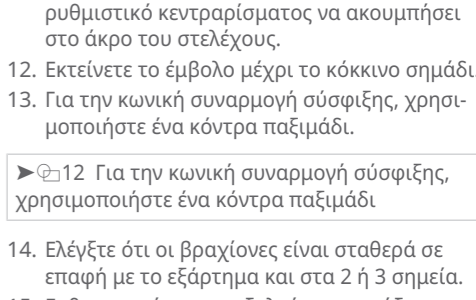 ρυθμιστικό κεντραρίσματος να ακουμπήσει
στο άκρο του στελέχους.
12. Εκτείνετε το έμβολο μέχρι το κόκκινο σημάδι.
13. Για την κωνική συναρμογή σύσφιξης, χρησι-
μοποιήστε ένα κόντρα παξιμάδι.
➤ 12 Για την κωνική συναρμογή σύσφιξης,
χρησιμοποιήστε ένα κόντρα παξιμάδι
14. Ελέγξτε ότι οι βραχίονες είναι σταθερά σε
επαφή με το εξάρτημα και στα 2 ή 3 σημεία.